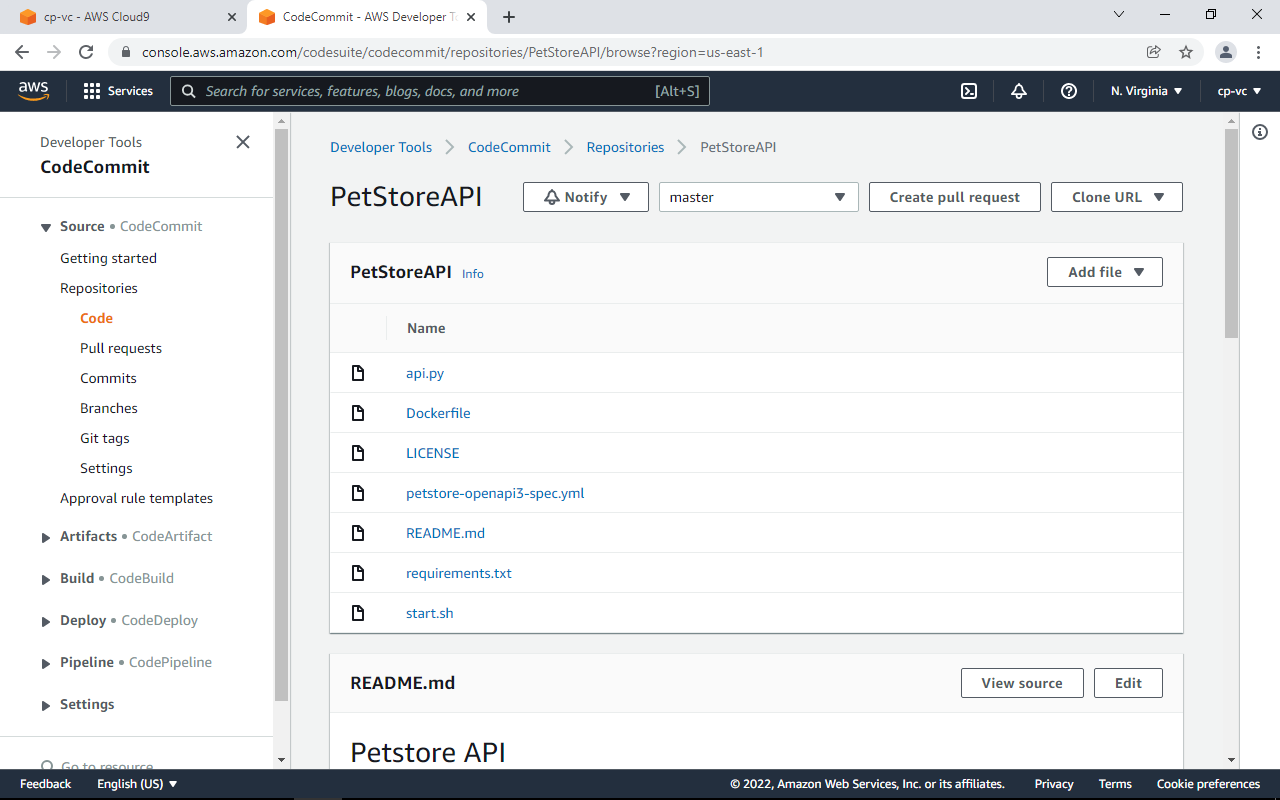 cp-vc - AWS Cloud9
CodeCommit - AWS Developer To
console.aws.amazon.com/codesuite/codecommit/repositories/PetStoreAPI/browse?region=us-east-1
aws
Services
Search for services, features, blogs, docs, and more
[Alt+S]
N. Virginia
cp-vc
Developer Tools
CodeCommit
Source • CodeCommit
Getting started
Repositories
Code
Pull requests
Commits
Branches
Git tags
Settings
Approval rule templates
Artifacts • CodeArtifact
Build • CodeBuild
Deploy • CodeDeploy
Pipeline • CodePipeline
Settings
Go to resource
Developer Tools
CodeCommit
Repositories
PetStoreAPI
PetStoreAPI
Notify
master
Create pull request
Clone URL
PetStoreAPI Info
Add file
Name
api.py
Dockerfile
LICENSE
petstore-openapi3-spec.yml
README.md
requirements.txt
start.sh
README.md
View source
Edit
Petstore API
Feedback
English (US)
© 2022, Amazon Web Services, Inc. or its affiliates.
Privacy
Terms
Cookie preferences